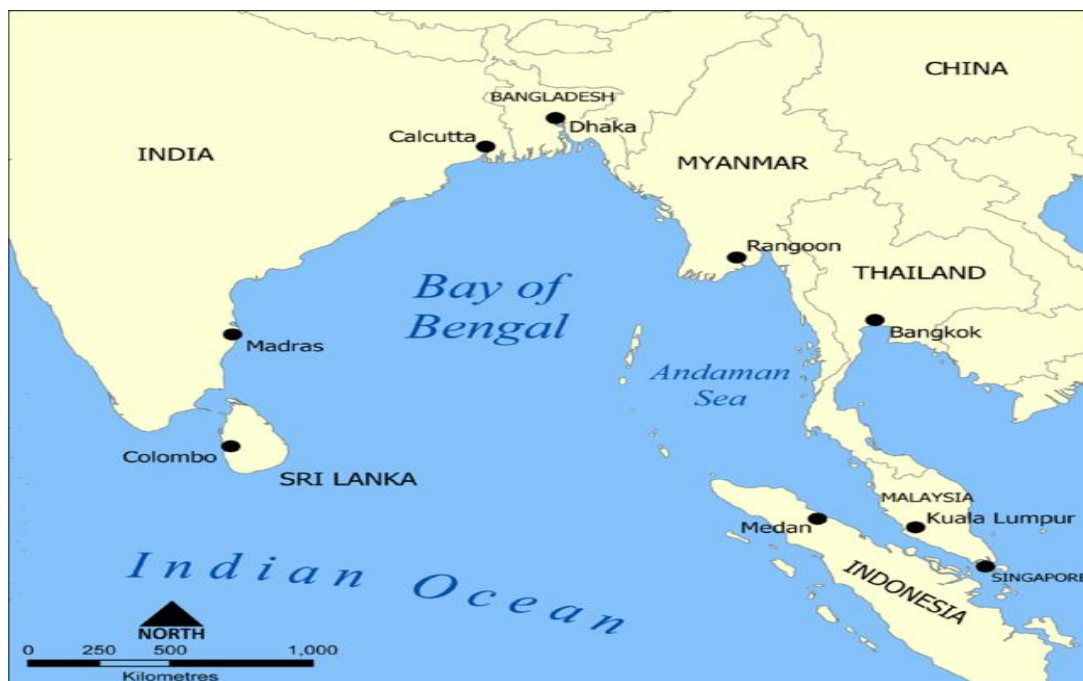 CHINA
BANGLADESH
Dhaka
Calcutta
INDIA
MYANMAR
Rangoon
THAILAND
Bay of
Bengal
Bangkok
Madras
Andaman
Sea
Colombo
SRI LANKA
MALAYSIA
Kuala Lumpur
Medan
INDONESIA
SINGAPORE
Indian Ocean
NORTH
0 250 500 1,000
Kilometres